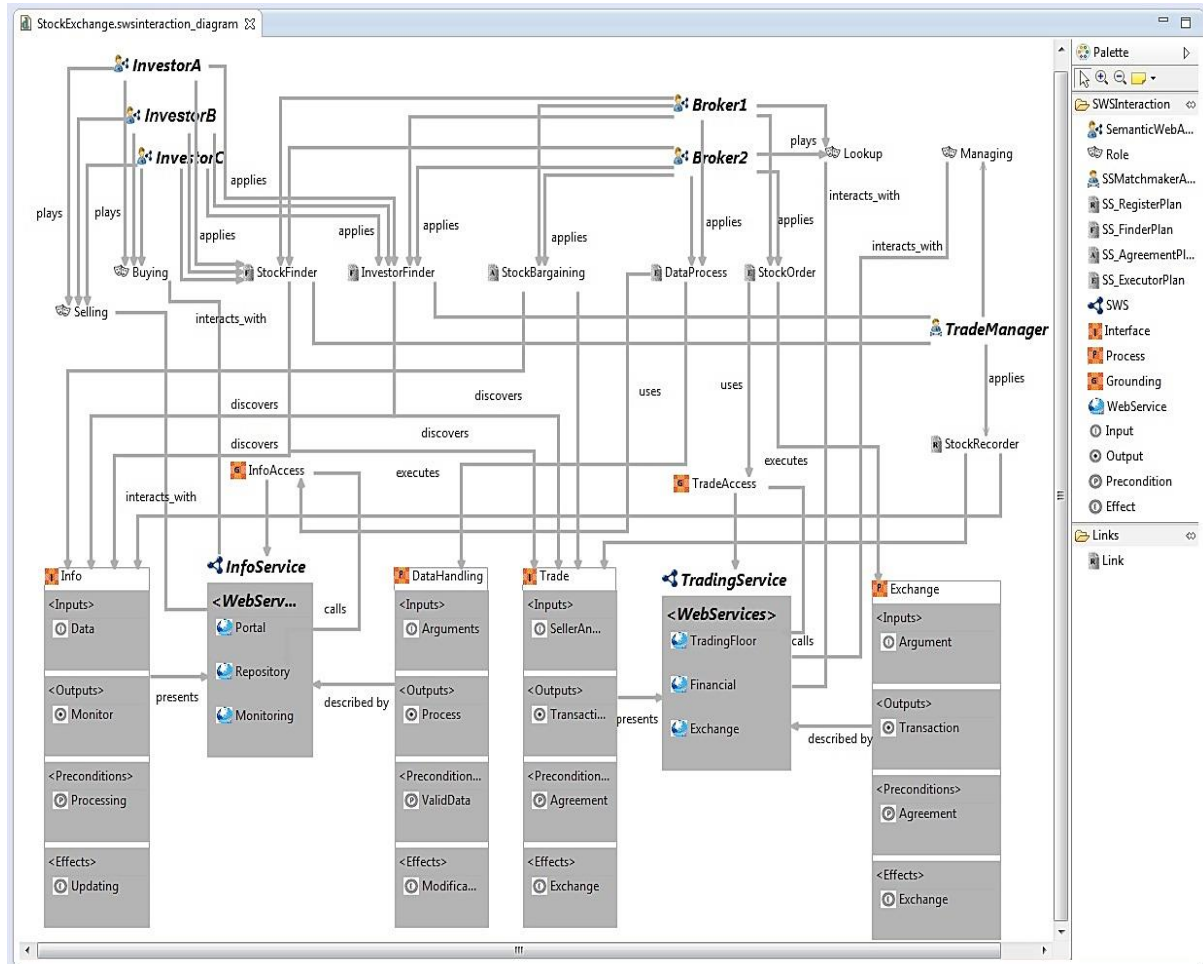 StockExchange.swsinteraction_diagram
InvestorA
InvestorB
InvestorC
Broker1
Broker2
plays
Lookup
Managing
applies
interacts_with
plays
plays
applies
applies
applies
applies
applies
applies
interacts_with
Buying
StockFinder
InvestorFinder
StockBargaining
DataProcess
StockOrder
Selling
interacts_with
TradeManager
applies
discovers
discovers
uses
uses
discovers
discovers
StockRecorder
executes
executes
InfoAccess
TradeAccess
interacts_with
InfoService
TradingService
Info
<Inputs>
Data
<Outputs>
Monitor
<Preconditions>
Processing
<Effects>
Updating
presents
<WebServ...
Portal
Repository
Monitoring
calls
described by
DataHandling
<Inputs>
Arguments
<Outputs>
Process
<Precondition...
ValidData
<Effects>
Modifica...
Trade
<Inputs>
SellerAn...
<Outputs>
Transacti...
<Precondition...
Agreement
<Effects>
Exchange
presents
<WebServices>
TradingFloor
Financial
Exchange
calls
described by
Exchange
<Inputs>
Argument
<Outputs>
Transaction
<Preconditions>
Agreement
<Effects>
Exchange
Palette
SWSInteraction
SemanticWebA...
Role
SSMatchmakerA...
SS_RegisterPlan
SS_FinderPlan
SS_AgreementPl...
SS_ExecutorPlan
SWS
Interface
Process
Grounding
WebService
Input
Output
Precondition
Effect
Links
Link